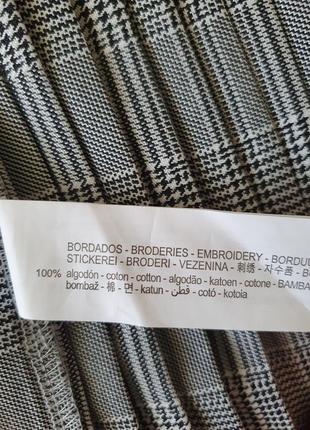 BORDADOS - BRODERIES - EMBROIDERY - BORDU
STICKEREI - BRODERI - VEZENINA - 刺绣 - 자수품 - B
100% algodón - coton - cotton - algodão - katoen - cotone - BAMBA
bombaž - 棉 - 면 - katun - قطن - cotó - kotoia